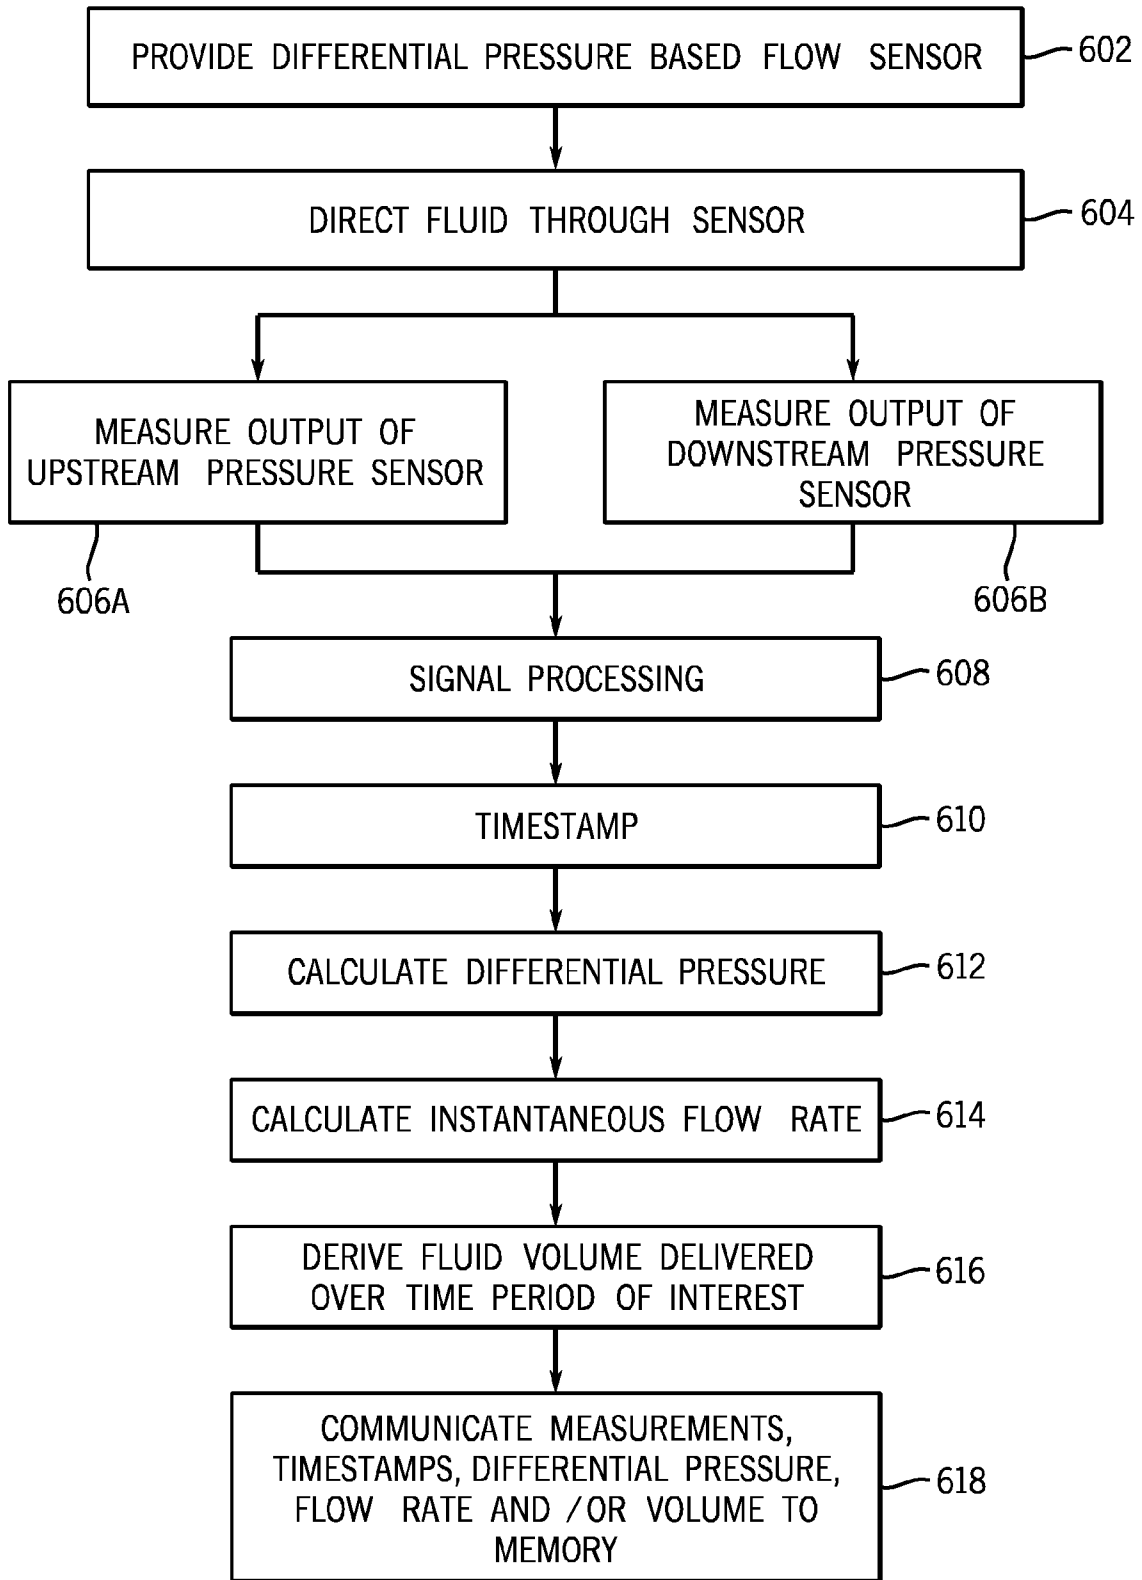 PROVIDE DIFFERENTIAL PRESSURE BASED FLOW SENSOR
602
DIRECT FLUID THROUGH SENSOR
604
MEASURE OUTPUT OF
UPSTREAM PRESSURE SENSOR
606A
MEASURE OUTPUT OF
DOWNSTREAM PRESSURE
SENSOR
606B
SIGNAL PROCESSING
608
TIMESTAMP
610
CALCULATE DIFFERENTIAL PRESSURE
612
CALCULATE INSTANTANEOUS FLOW RATE
614
DERIVE FLUID VOLUME DELIVERED
OVER TIME PERIOD OF INTEREST
616
COMMUNICATE MEASUREMENTS,
TIMESTAMPS, DIFFERENTIAL PRESSURE,
FLOW RATE AND /OR VOLUME TO
MEMORY
618